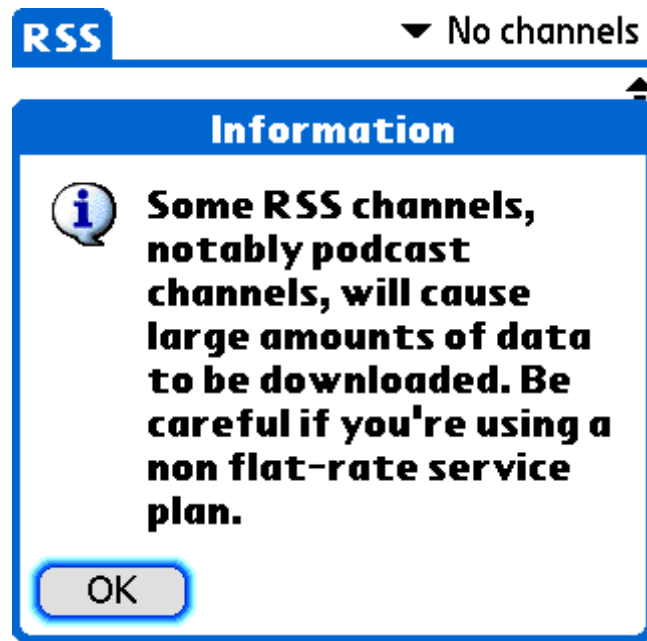 RSS
No channels
Information
Some RSS channels,
notably podcast
channels, will cause
large amounts of data
to be downloaded. Be
careful if you're using a
non flat-rate service
plan.
OK